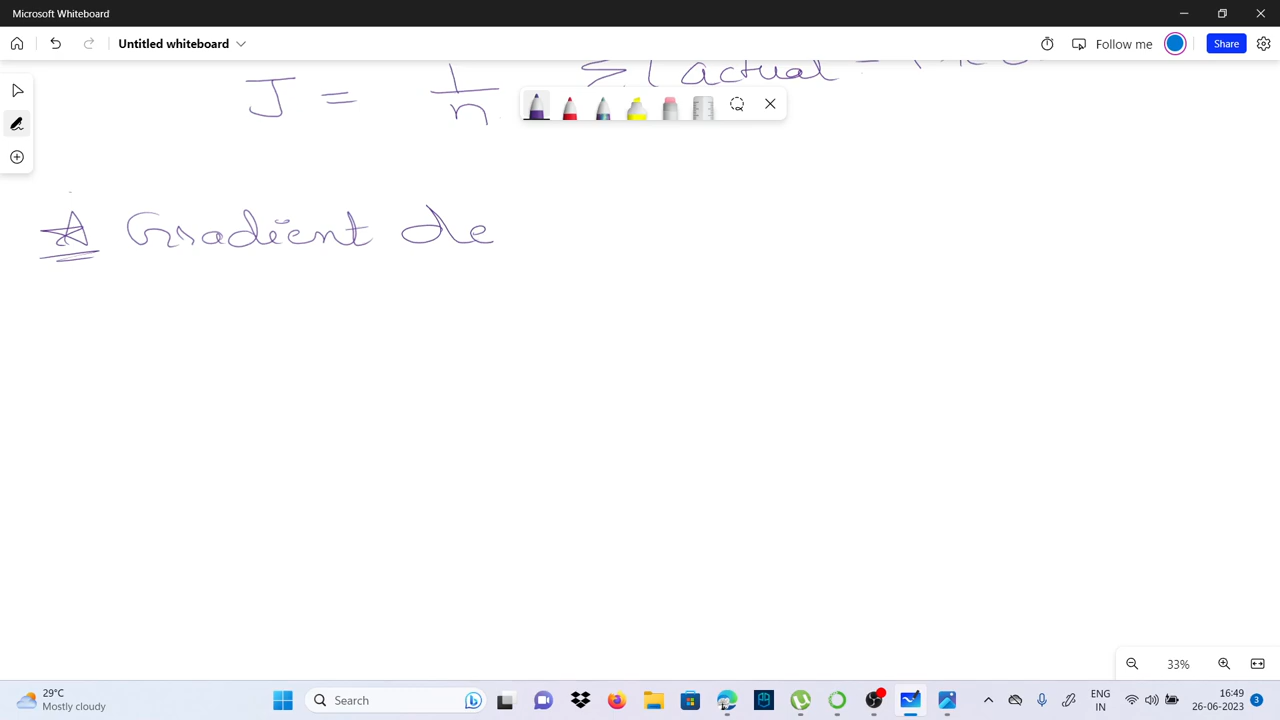 Microsoft Whiteboard
Untitled whiteboard
Follow me
Share
J = 1/n Σ(actual -
Gradient de
33%
29°C
Mostly cloudy
Search
ENG
IN
16:49
26-06-2023
3